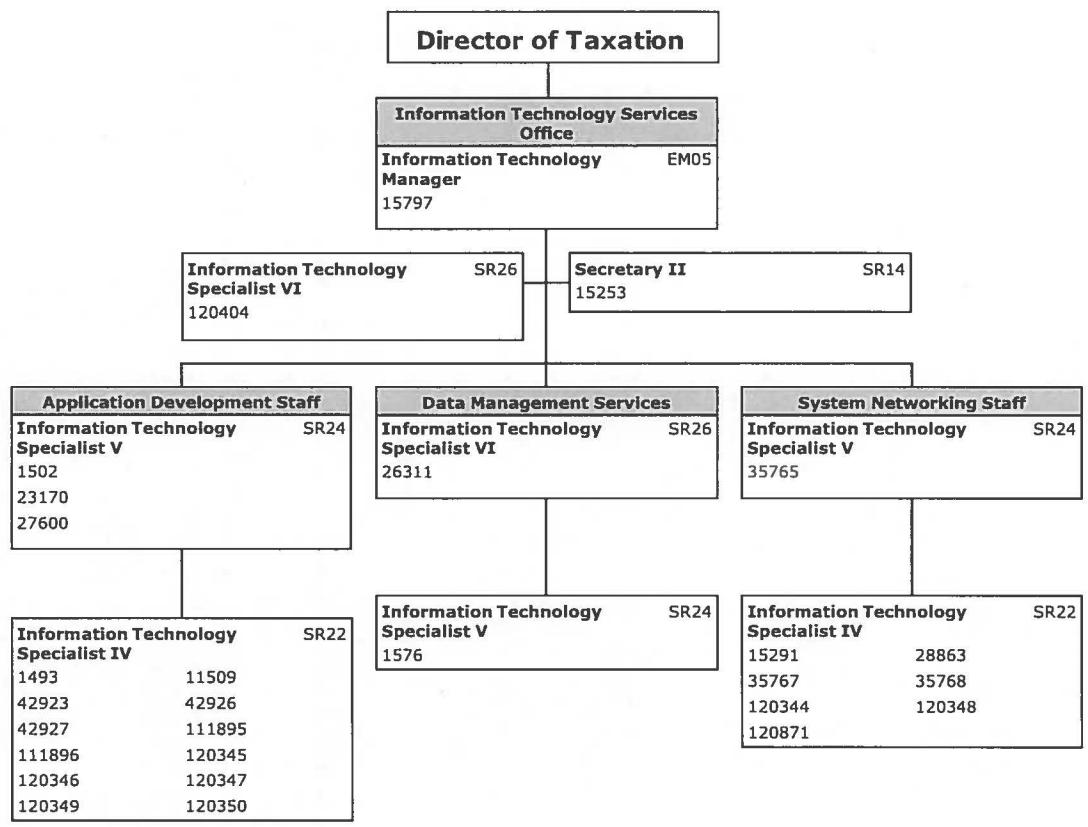 Director of Taxation
Information Technology Services
Office
Information Technology EM05
Manager
15797
Information Technology SR26
Specialist VI
120404
Secretary II SR14
15253
Application Development Staff
Information Technology SR24
Specialist V
1502
23170
27600
Information Technology SR22
Specialist IV
1493 11509
42923 42926
42927 111895
111896 120345
120346 120347
120349 120350
Data Management Services
Information Technology SR26
Specialist VI
26311
Information Technology SR24
Specialist V
1576
System Networking Staff
Information Technology SR24
Specialist V
35765
Information Technology SR22
Specialist IV
15291 28863
35767 35768
120344 120348
120871